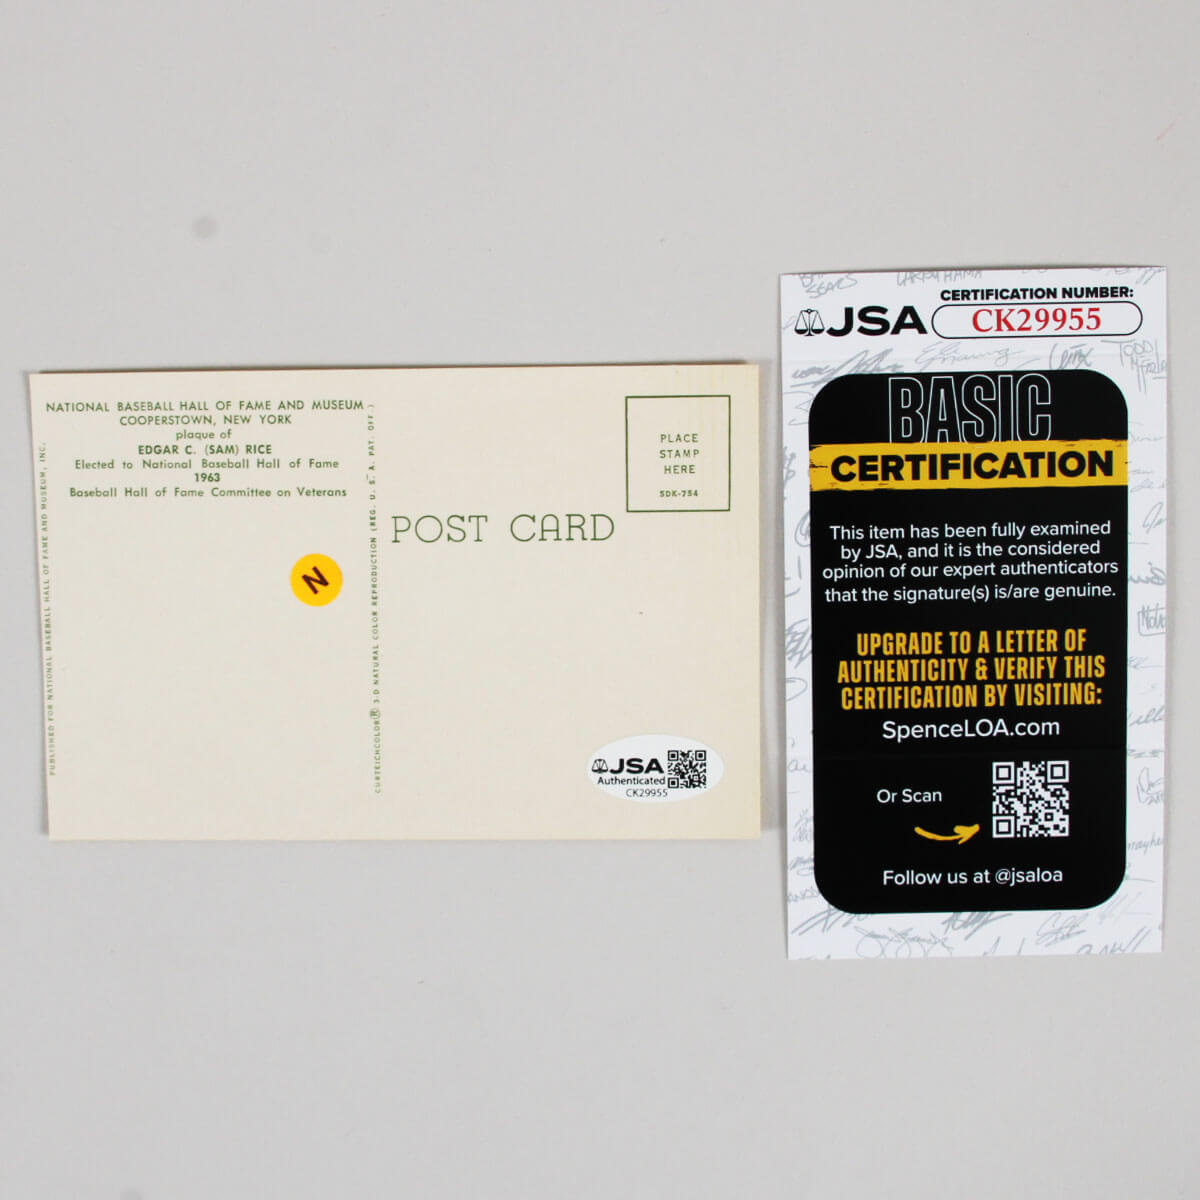 NATIONAL BASEBALL HALL OF FAME AND MUSEUM
COOPERSTOWN, NEW YORK
plaque of
EDGAR C. (SAM) RICE
Elected to National Baseball Hall of Fame
1963
Baseball Hall of Fame Committee on Veterans
PUBLISHED FOR NATIONAL BASEBALL HALL OF FAME AND MUSEUM, INC.
CURTEICHCOLOR® 3-D NATURAL COLOR REPRODUCTION (REG. U. S. A. PAT. OFF.)
POST CARD
PLACE
STAMP
HERE
5DK-754
N
JSA
Authenticated
CK29955
JSA
CERTIFICATION NUMBER:
CK29955
BASIC
CERTIFICATION
This item has been fully examined
by JSA, and it is the considered
opinion of our expert authenticators
that the signature(s) is/are genuine.
UPGRADE TO A LETTER OF
AUTHENTICITY & VERIFY THIS
CERTIFICATION BY VISITING:
SpenceLOA.com
Or Scan
Follow us at @jsaloa